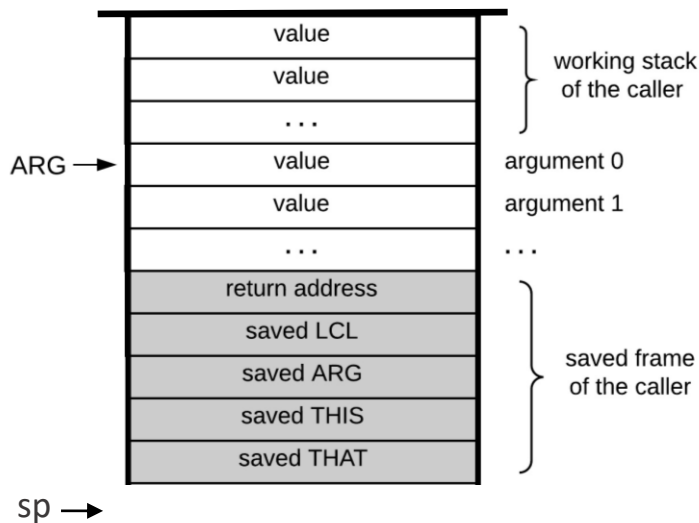 value
value
working stack
of the caller
...
ARG
value
argument 0
value
argument 1
...
...
return address
saved LCL
saved ARG
saved frame
of the caller
saved THIS
saved THAT
sp